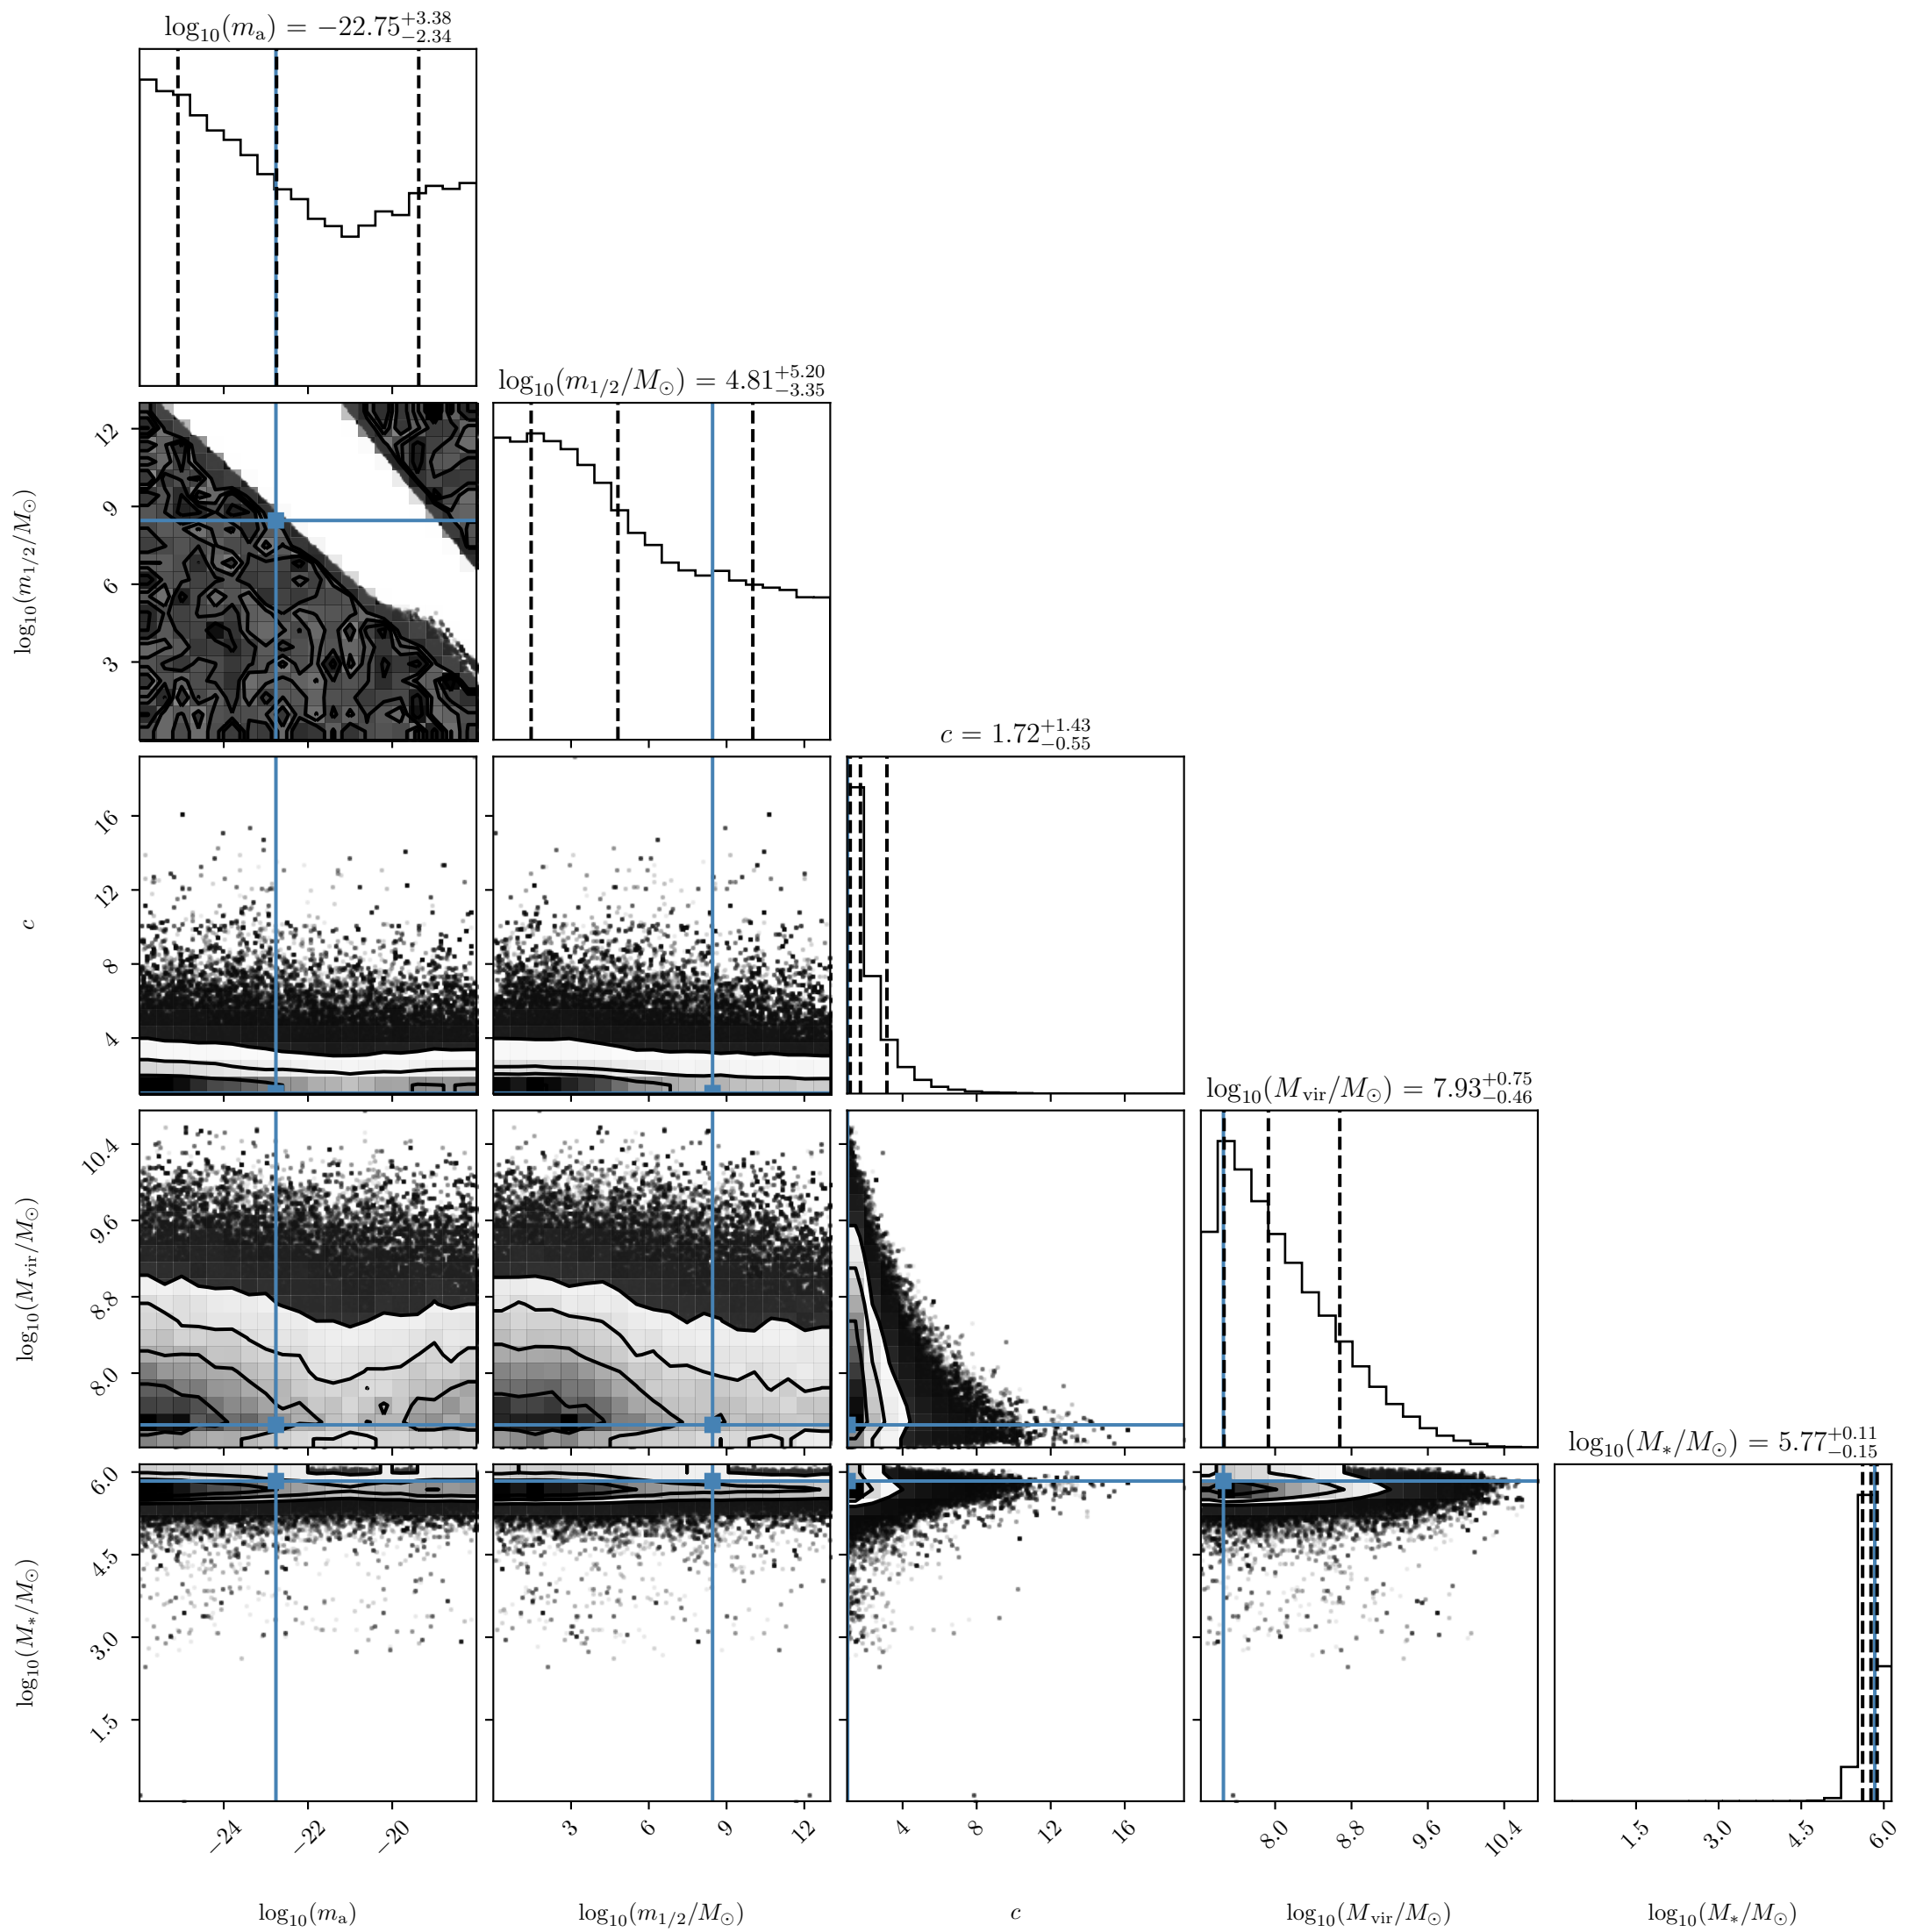 log₁₀(mₐ) = −22.75 +3.38 −2.34
log₁₀(m₁/₂/M⊙) = 4.81 +5.20 −3.35
12
9
6
3
log₁₀(m₁/₂/M⊙)
c = 1.72 +1.43 −0.55
16
12
8
4
c
log₁₀(Mvir/M⊙) = 7.93 +0.75 −0.46
10.4
9.6
8.8
8.0
log₁₀(Mvir/M⊙)
log₁₀(M*/M⊙) = 5.77 +0.11 −0.15
6.0
4.5
3.0
1.5
log₁₀(M*/M⊙)
−24 −22 −20 3 6 9 12 4 8 12 16 8.0 8.8 9.6 10.4 1.5 3.0 4.5 6.0
log₁₀(mₐ) log₁₀(m₁/₂/M⊙) c log₁₀(Mvir/M⊙) log₁₀(M*/M⊙)